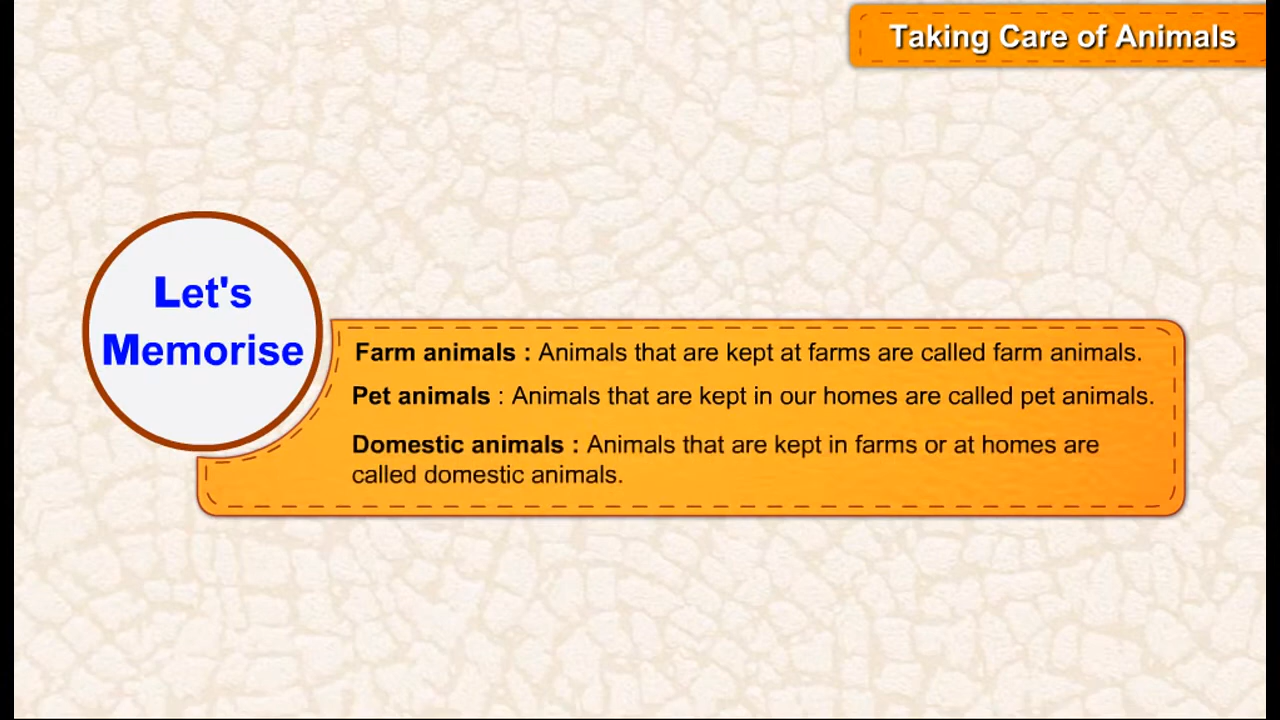 Taking Care of Animals
Let's
Memorise
Farm animals : Animals that are kept at farms are called farm animals.
Pet animals : Animals that are kept in our homes are called pet animals.
Domestic animals : Animals that are kept in farms or at homes are
called domestic animals.